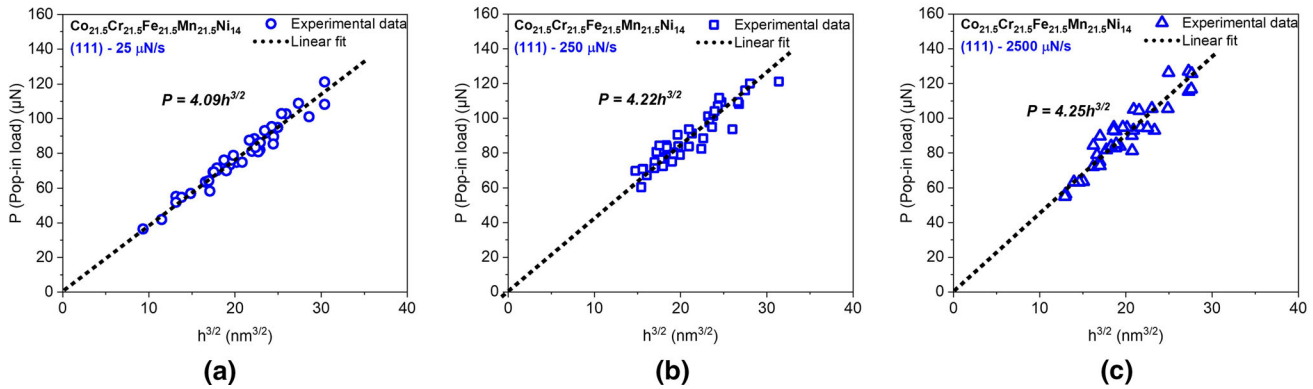 Co21.5Cr21.5Fe21.5Mn21.5Ni14
(111) - 25 µN/s
Experimental data
Linear fit
P = 4.09h3/2
P (Pop-in load) (µN)
160
140
120
100
80
60
40
20
0
0 10 20 30 40
h3/2 (nm3/2)
(a)
Co21.5Cr21.5Fe21.5Mn21.5Ni14
(111) - 250 µN/s
Experimental data
Linear fit
P = 4.22h3/2
P (Pop-in load) (µN)
160
140
120
100
80
60
40
20
0
0 10 20 30 40
h3/2 (nm3/2)
(b)
Co21.5Cr21.5Fe21.5Mn21.5Ni14
(111) - 2500 µN/s
Experimental data
Linear fit
P = 4.25h3/2
P (Pop-in load) (µN)
160
140
120
100
80
60
40
20
0
0 10 20 30 40
h3/2 (nm3/2)
(c)